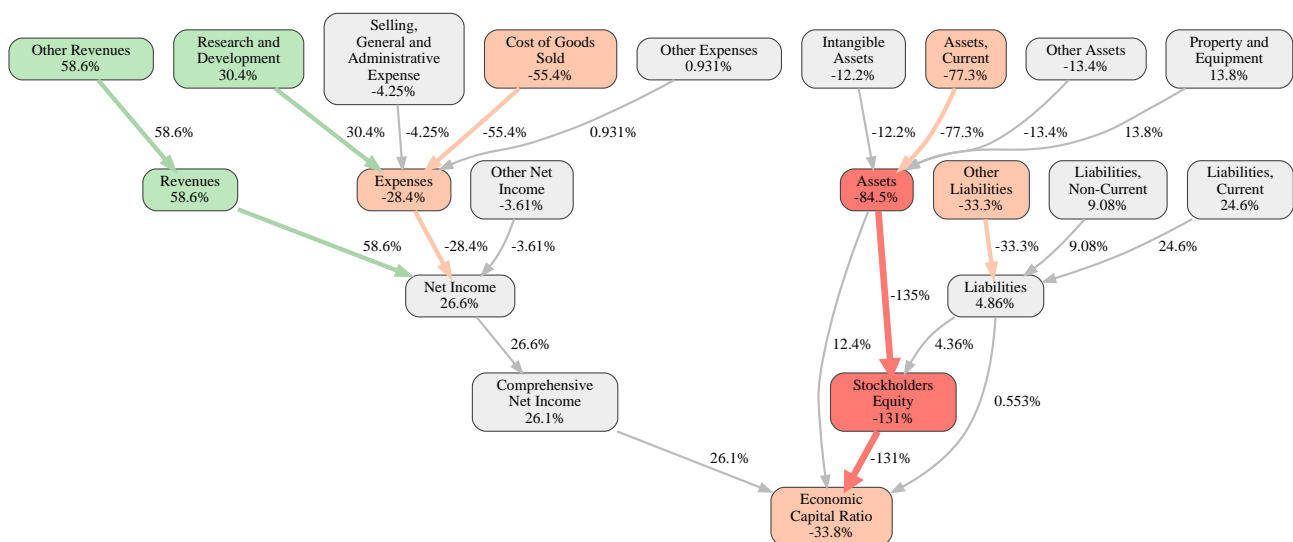 Other Revenues
58.6%
Research and
Development
30.4%
Selling,
General and
Administrative
Expense
-4.25%
Cost of Goods
Sold
-55.4%
Other Expenses
0.931%
Intangible
Assets
-12.2%
Assets,
Current
-77.3%
Other Assets
-13.4%
Property and
Equipment
13.8%
58.6%
30.4%
-4.25%
-55.4%
0.931%
-12.2%
-77.3%
-13.4%
13.8%
Revenues
58.6%
Expenses
-28.4%
Other Net
Income
-3.61%
Assets
-84.5%
Other
Liabilities
-33.3%
Liabilities,
Non-Current
9.08%
Liabilities,
Current
24.6%
58.6%
-28.4%
-3.61%
-33.3%
9.08%
24.6%
Net Income
26.6%
-135%
Liabilities
4.86%
26.6%
12.4%
4.36%
Comprehensive
Net Income
26.1%
Stockholders
Equity
-131%
0.553%
26.1%
-131%
Economic
Capital Ratio
-33.8%